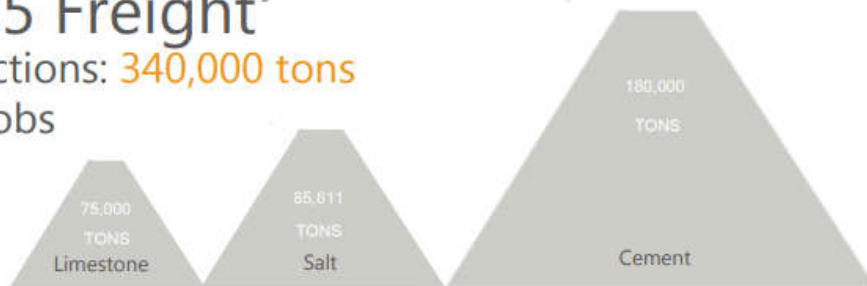 5 Freight
ctions: 340,000 tons
obs
180,000
TONS
75,000
TONS
Limestone
85,611
TONS
Salt
Cement